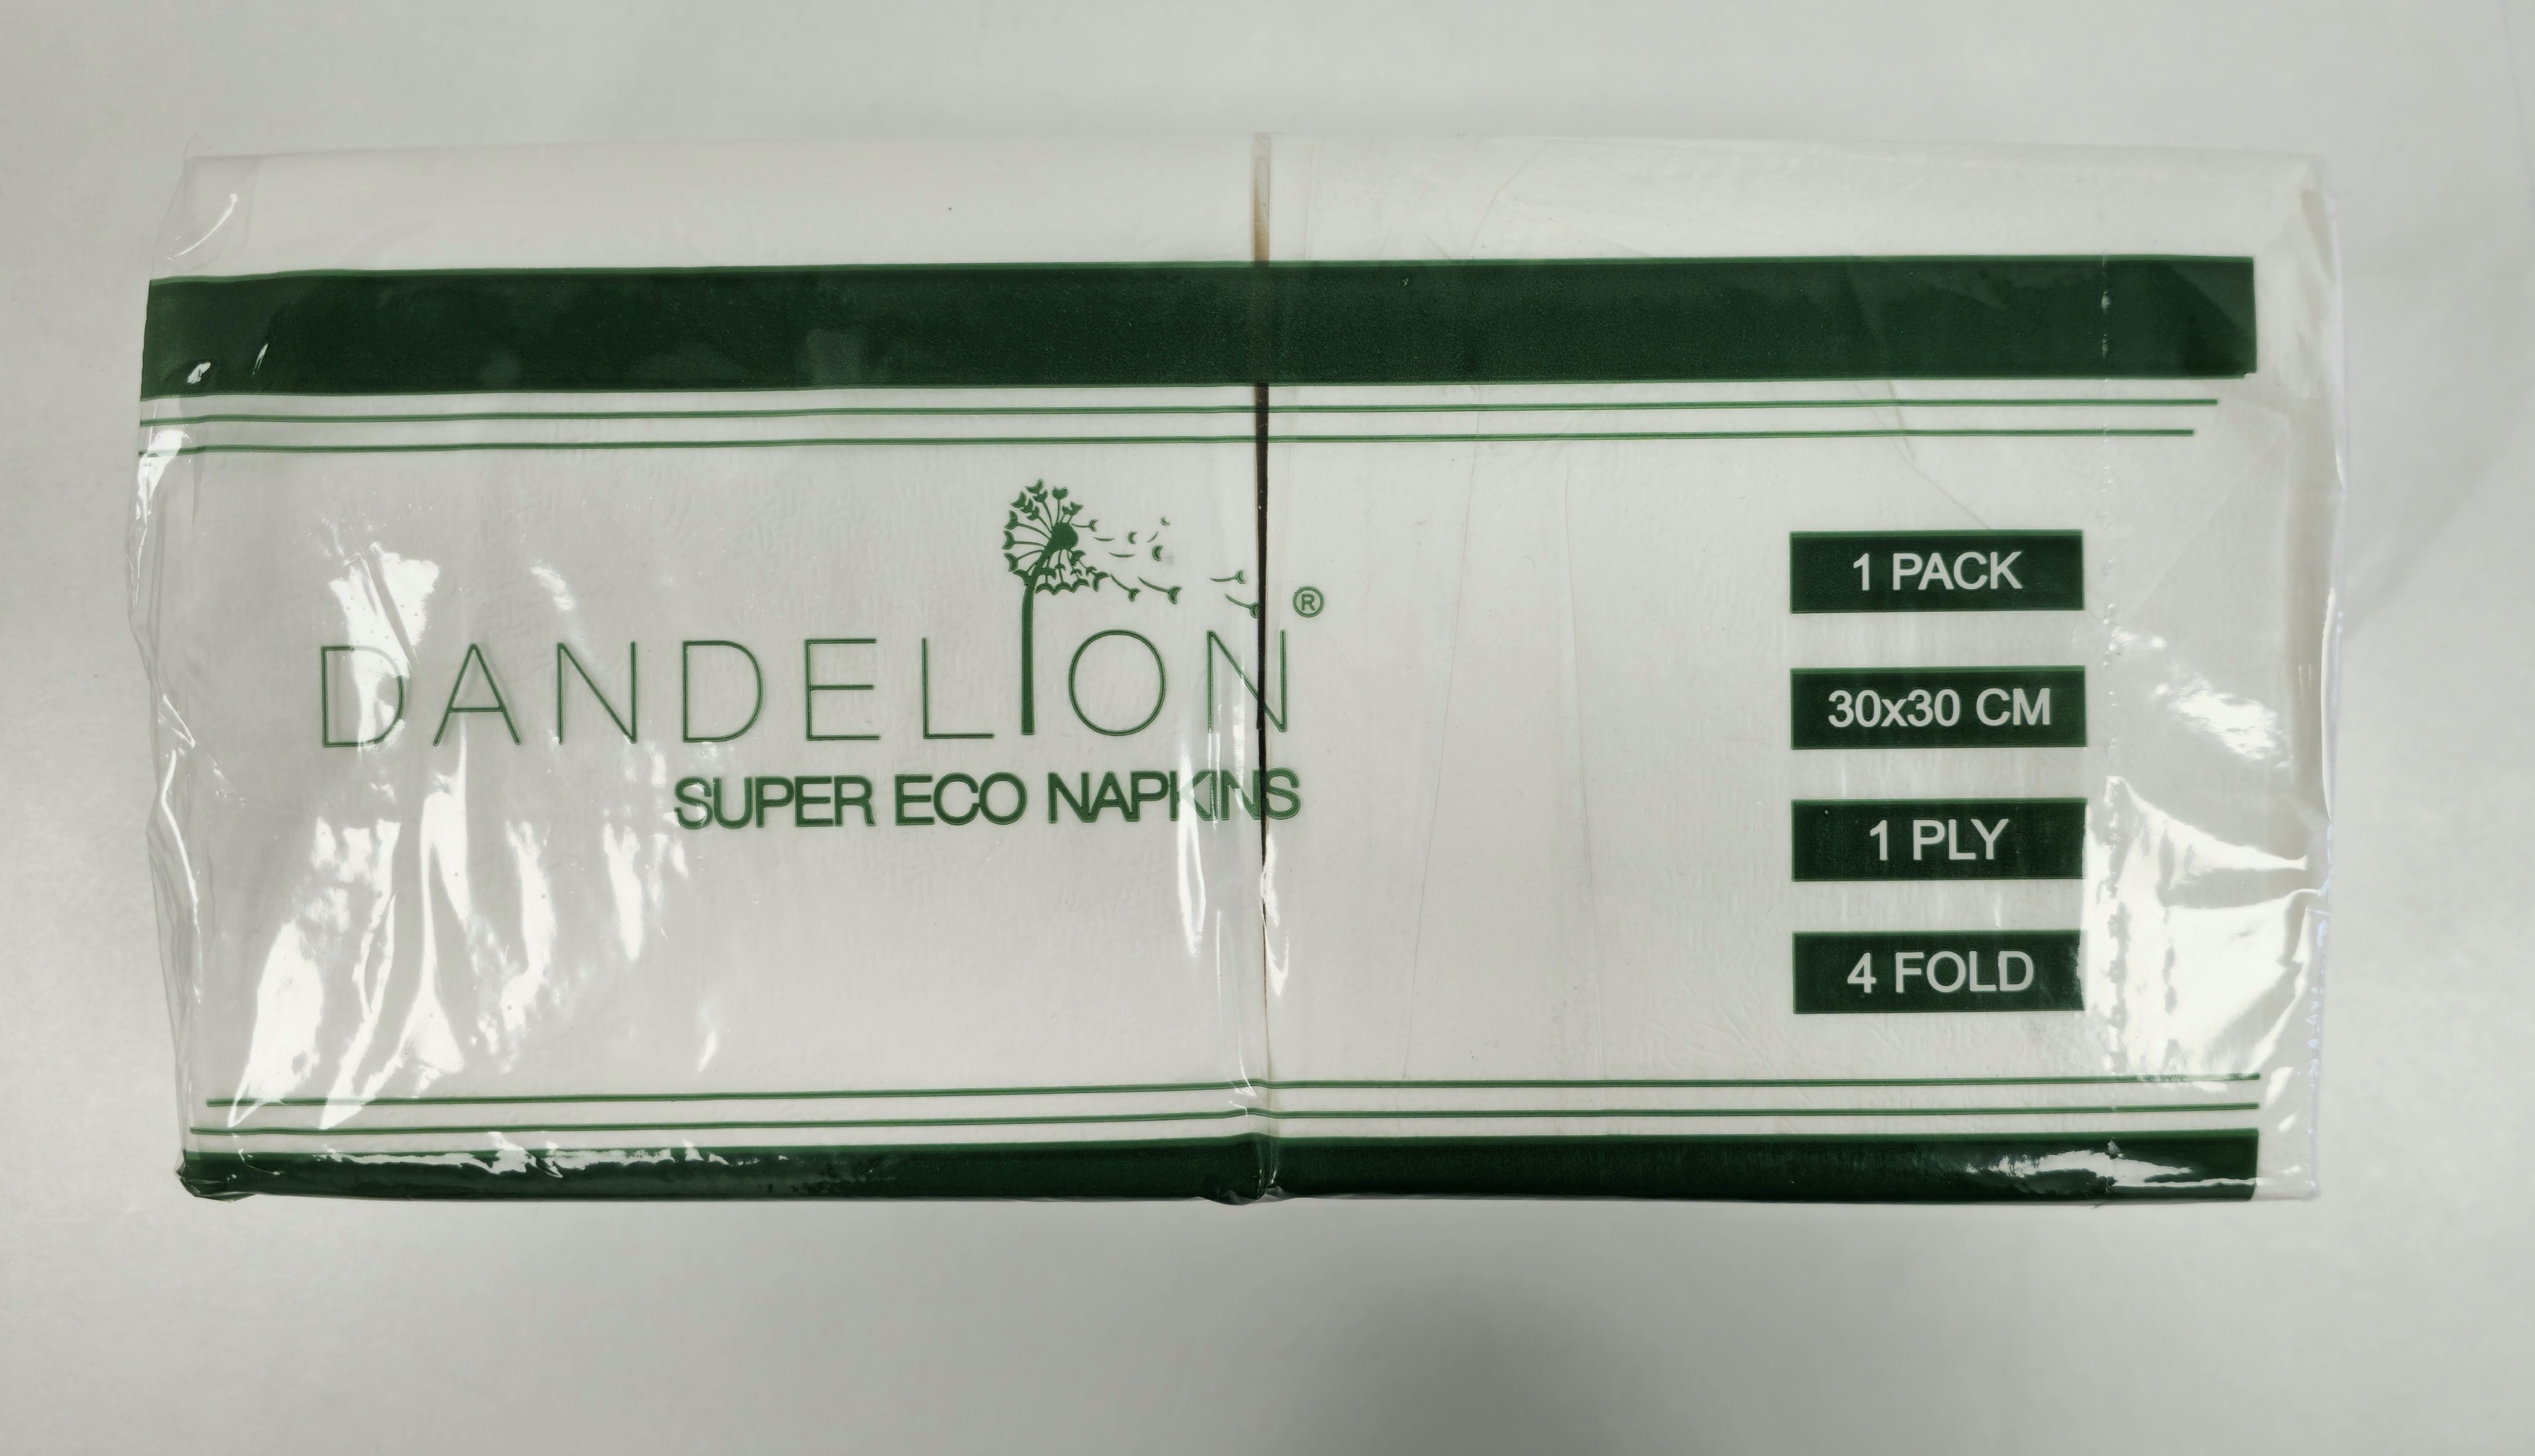 DANDELION®
SUPER ECO NAPKINS
1 PACK
30x30 CM
1 PLY
4 FOLD